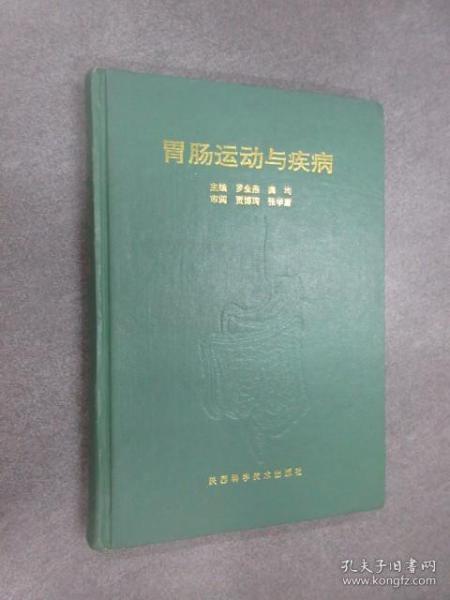 胃肠运动与疾病
主编 罗金燕 龚均
审阅 贾博琦 张学庸
陕西科学技术出版社
孔夫子旧书网
www.kongfz.com